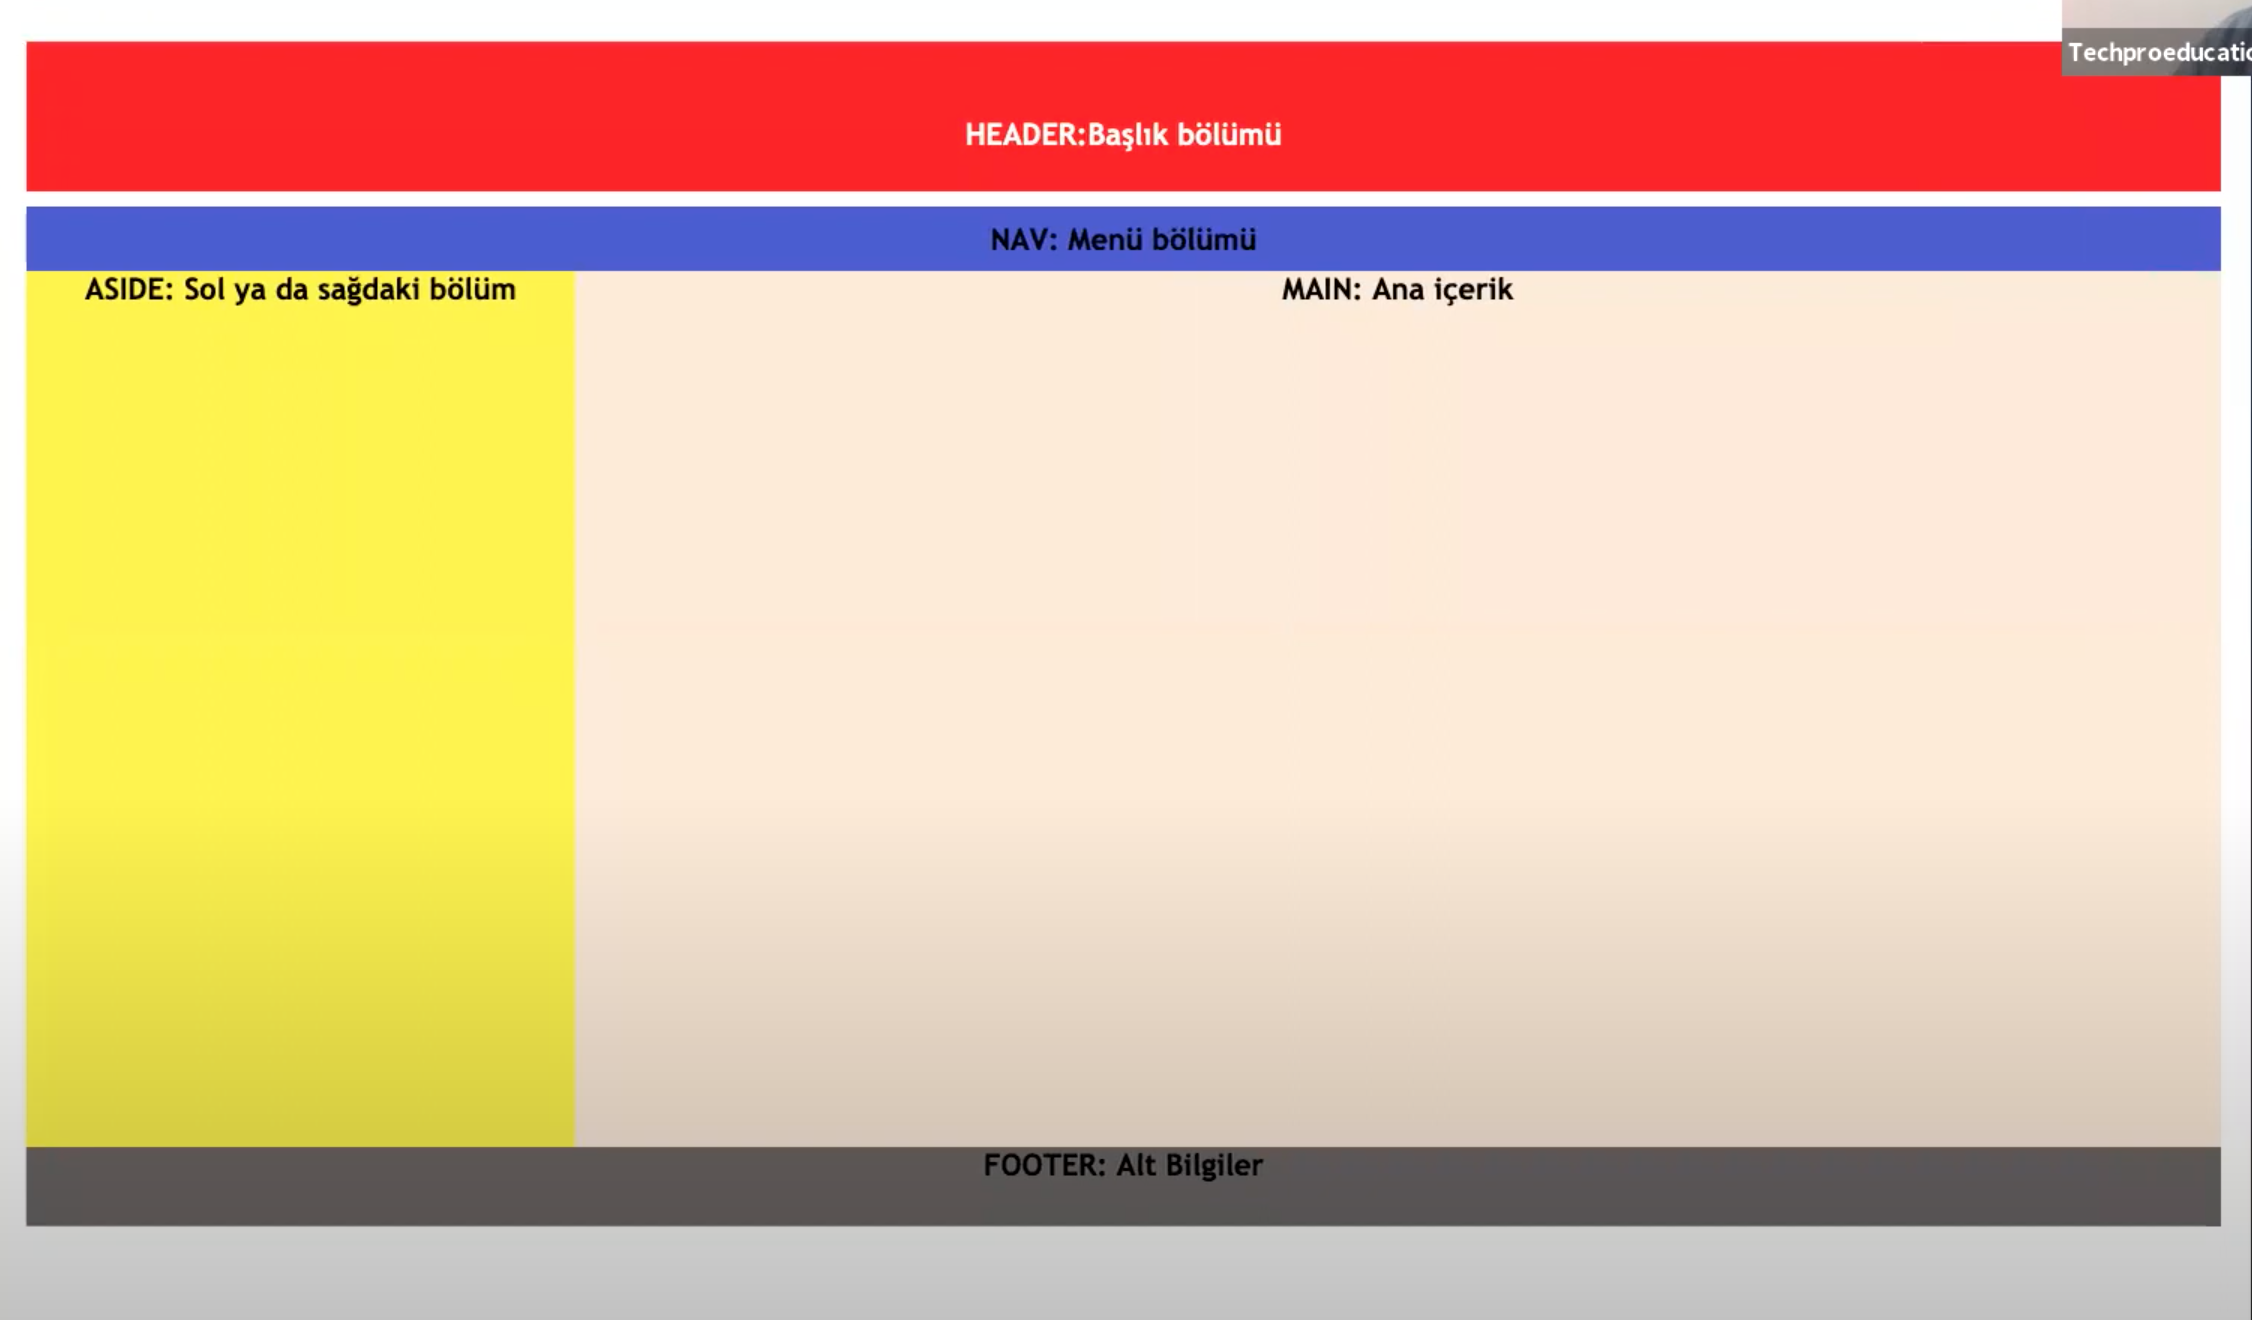 Techproeducatio
HEADER:Başlık bölümü
NAV: Menü bölümü
ASIDE: Sol ya da sağdaki bölüm
MAIN: Ana içerik
FOOTER: Alt Bilgiler